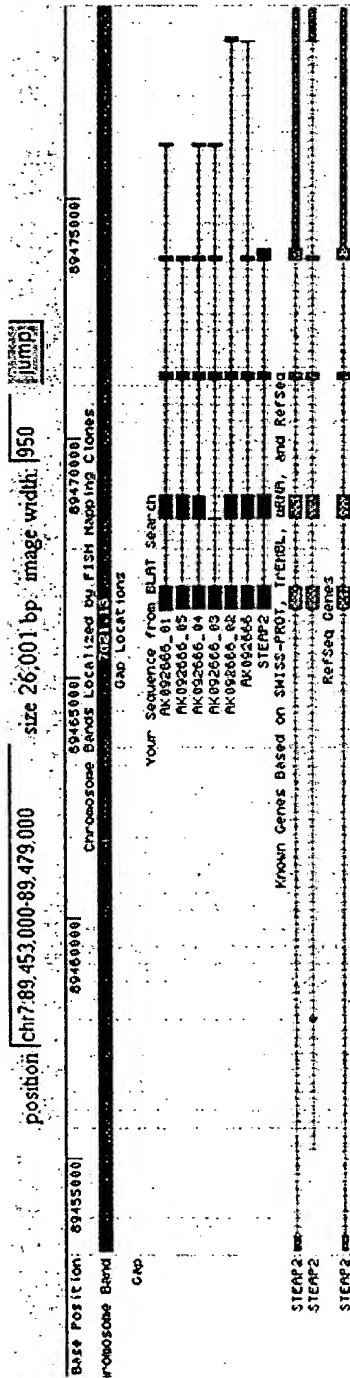 position chr7:89,453,000-89,479,000 size 26,001 bp. image width: 950 jump
Base Position 89455000| 89460000| 89465000| 89470000| 89475000|
Chromosome Bands Localized by FISH Mapping Clones.
hromosome Band 7q21.13
Gap Locations
Gap
Your Sequence from BLAT Search
AK092666_01
AK092666_05
AK092666_04
AK092666_03
AK092666_02
AK092666
STEAP2
Known Genes Based on SWISS-PROT, TrEMBL, mRNA, and RefSeq
STEAP2
STEAP2
RefSeq Genes
STEAP2